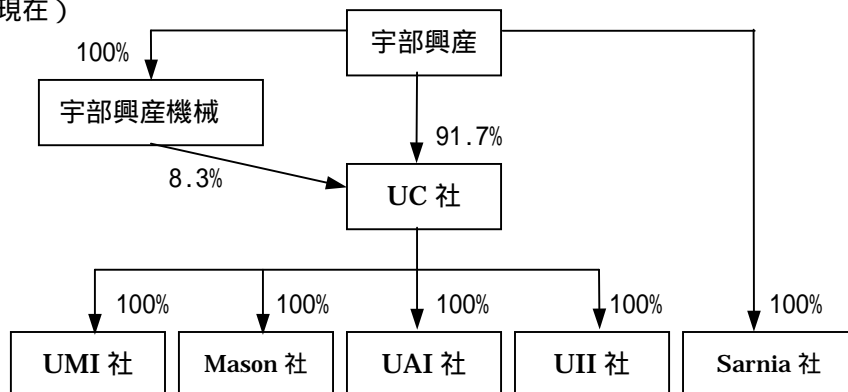 現在）
宇部興産
100%
宇部興産機械
91.7%
8.3%
UC 社
100%
100%
100%
100%
100%
UMI 社
Mason 社
UAI 社
UII 社
Sarnia 社